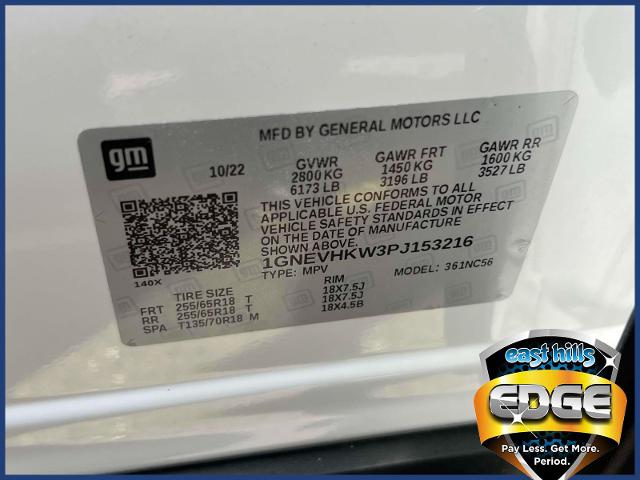 gm
MFD BY GENERAL MOTORS LLC
10/22
GVWR GAWR FRT GAWR RR
2800 KG 1450 KG 1600 KG
6173 LB 3196 LB 3527 LB
THIS VEHICLE CONFORMS TO ALL
APPLICABLE U.S. FEDERAL MOTOR
VEHICLE SAFETY STANDARDS IN EFFECT
ON THE DATE OF MANUFACTURE SHOWN ABOVE.
1GNEVHKW3PJ153216
140X
TYPE: MPV MODEL: 361NC56
TIRE SIZE RIM
FRT 255/65R18 T 18X7.5J
RR 255/65R18 T 18X7.5J
SPA T135/70R18 M 18X4.5B
east hills
EDGE
Pay Less. Get More.
Period.